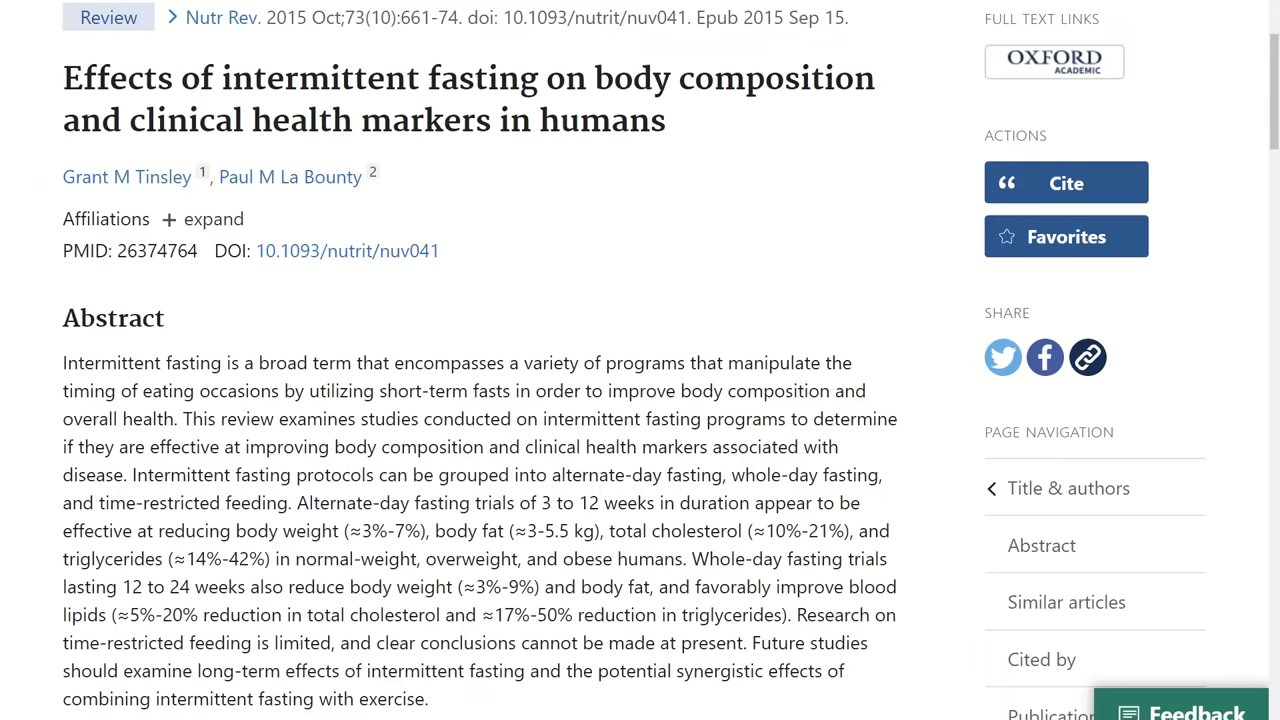 Review
Nutr Rev. 2015 Oct;73(10):661-74. doi: 10.1093/nutrit/nuv041. Epub 2015 Sep 15.
Effects of intermittent fasting on body composition
and clinical health markers in humans
Grant M Tinsley 1, Paul M La Bounty 2
Affiliations + expand
PMID: 26374764 DOI: 10.1093/nutrit/nuv041
Abstract
Intermittent fasting is a broad term that encompasses a variety of programs that manipulate the
timing of eating occasions by utilizing short-term fasts in order to improve body composition and
overall health. This review examines studies conducted on intermittent fasting programs to determine
if they are effective at improving body composition and clinical health markers associated with
disease. Intermittent fasting protocols can be grouped into alternate-day fasting, whole-day fasting,
and time-restricted feeding. Alternate-day fasting trials of 3 to 12 weeks in duration appear to be
effective at reducing body weight (≈3%-7%), body fat (≈3-5.5 kg), total cholesterol (≈10%-21%), and
triglycerides (≈14%-42%) in normal-weight, overweight, and obese humans. Whole-day fasting trials
lasting 12 to 24 weeks also reduce body weight (≈3%-9%) and body fat, and favorably improve blood
lipids (≈5%-20% reduction in total cholesterol and ≈17%-50% reduction in triglycerides). Research on
time-restricted feeding is limited, and clear conclusions cannot be made at present. Future studies
should examine long-term effects of intermittent fasting and the potential synergistic effects of
combining intermittent fasting with exercise.
FULL TEXT LINKS
OXFORD
ACADEMIC
ACTIONS
Cite
Favorites
SHARE
PAGE NAVIGATION
Title & authors
Abstract
Similar articles
Cited by
Publication
Feedback